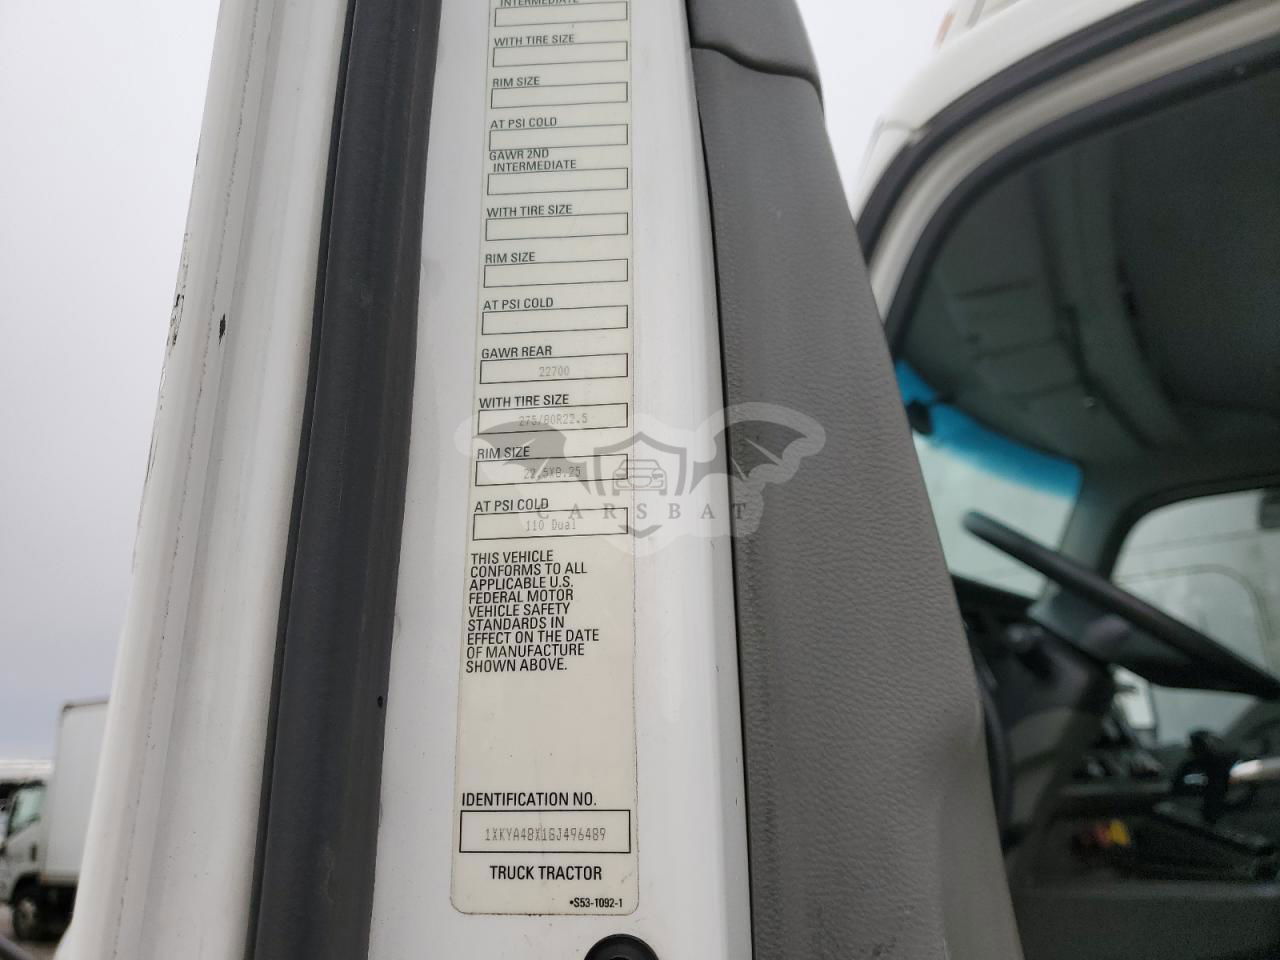 INTERMEDIATE
WITH TIRE SIZE
RIM SIZE
AT PSI COLD
GAWR 2ND
INTERMEDIATE
WITH TIRE SIZE
RIM SIZE
AT PSI COLD
GAWR REAR
22700
WITH TIRE SIZE
275/80R22.5
RIM SIZE
22.5X8.25
AT PSI COLD
110 Dual
CARSBAT
THIS VEHICLE
CONFORMS TO ALL
APPLICABLE U.S.
FEDERAL MOTOR
VEHICLE SAFETY
STANDARDS IN
EFFECT ON THE DATE
OF MANUFACTURE
SHOWN ABOVE.
IDENTIFICATION NO.
1XKYA48X1GJ496489
TRUCK TRACTOR
•S53-1092-1